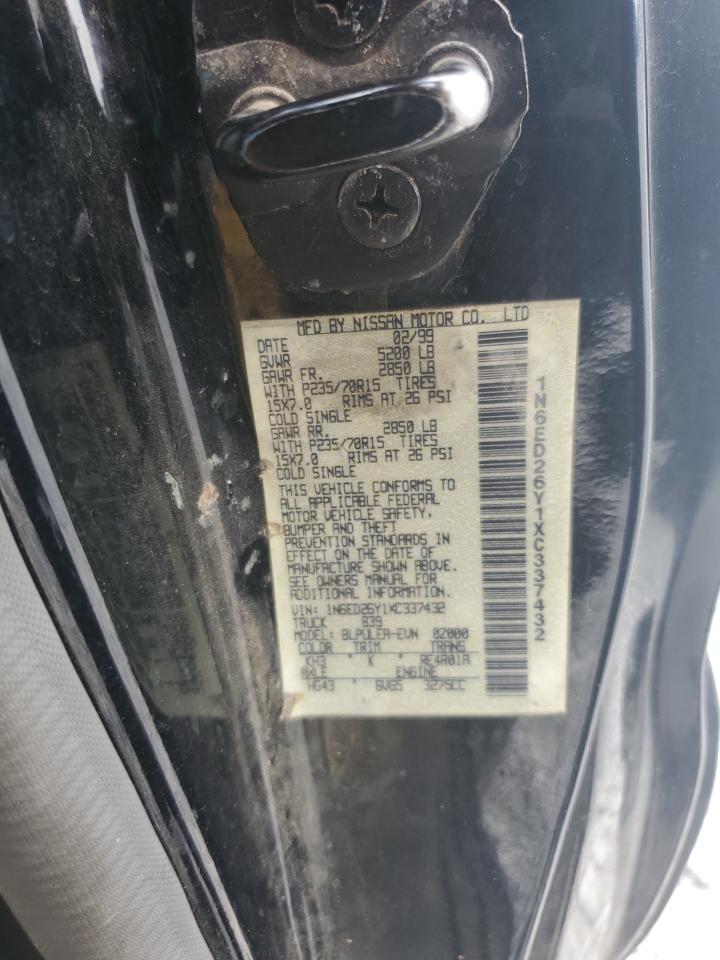 MFD BY NISSAN MOTOR CO. LTD
DATE 02/99
GVWR 5200 LB
GAWR FR. 2850 LB
WITH P235/70R15 TIRES
15X7.0 RIMS AT 26 PSI
COLD SINGLE
GAWR RR. 2850 LB
WITH P235/70R15 TIRES
15X7.0 RIMS AT 26 PSI
COLD SINGLE
THIS VEHICLE CONFORMS TO
ALL APPLICABLE FEDERAL
MOTOR VEHICLE SAFETY,
BUMPER AND THEFT
PREVENTION STANDARDS IN
EFFECT ON THE DATE OF
MANUFACTURE SHOWN ABOVE.
SEE OWNERS MANUAL FOR
ADDITIONAL INFORMATION.
VIN: 1N6ED26Y1XC337432
TRUCK 839
MODEL: BLPULEA-EVN 02000
COLOR TRIM TRANS
KH3 K RE4R01A
AXLE ENGINE
HG43 6VG5 3275CC
1N6ED26Y1XC337432